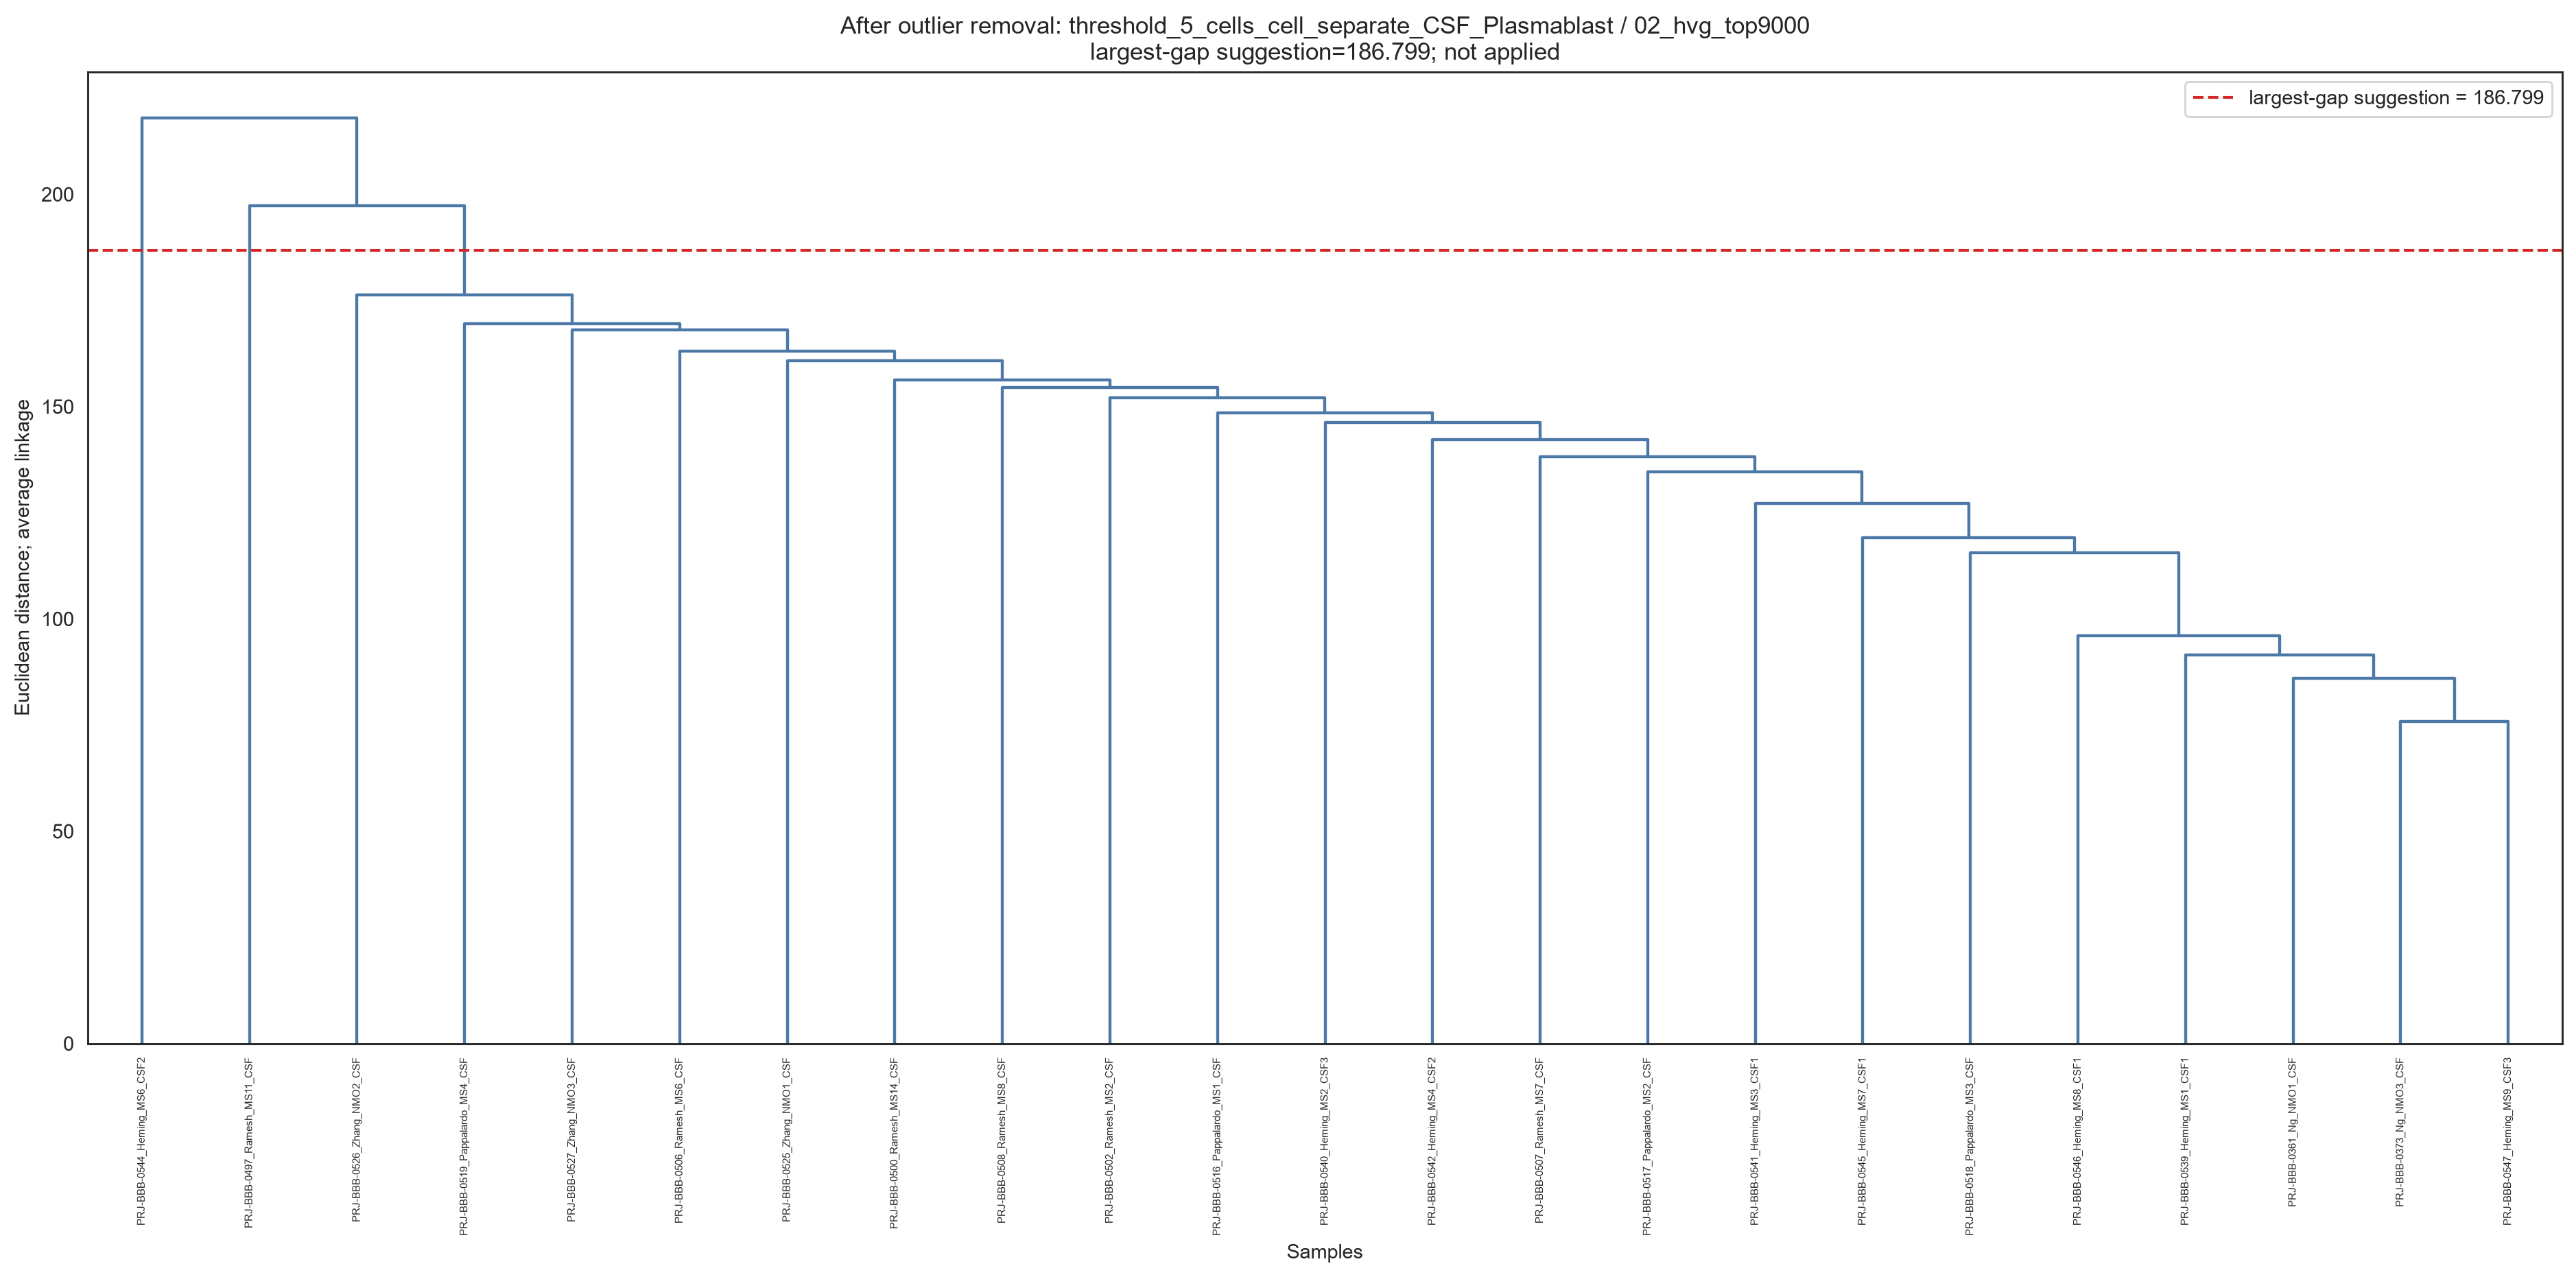 After outlier removal: threshold_5_cells_cell_separate_CSF_Plasmablast / 02_hvg_top9000
largest-gap suggestion=186.799; not applied
largest-gap suggestion = 186.799
Euclidean distance; average linkage
200
150
100
50
0
PRJ-BBB-0544_Heming_MS6_CSF2
PRJ-BBB-0497_Ramesh_MS11_CSF
PRJ-BBB-0526_Zhang_NMO2_CSF
PRJ-BBB-0519_Pappalardo_MS4_CSF
PRJ-BBB-0527_Zhang_NMO3_CSF
PRJ-BBB-0506_Ramesh_MS6_CSF
PRJ-BBB-0525_Zhang_NMO1_CSF
PRJ-BBB-0500_Ramesh_MS14_CSF
PRJ-BBB-0508_Ramesh_MS8_CSF
PRJ-BBB-0502_Ramesh_MS2_CSF
PRJ-BBB-0516_Pappalardo_MS1_CSF
PRJ-BBB-0540_Heming_MS2_CSF3
PRJ-BBB-0542_Heming_MS4_CSF2
PRJ-BBB-0507_Ramesh_MS7_CSF
PRJ-BBB-0517_Pappalardo_MS2_CSF
PRJ-BBB-0541_Heming_MS3_CSF1
PRJ-BBB-0545_Heming_MS7_CSF1
PRJ-BBB-0518_Pappalardo_MS3_CSF
PRJ-BBB-0546_Heming_MS8_CSF1
PRJ-BBB-0539_Heming_MS1_CSF1
PRJ-BBB-0361_Ng_NMO1_CSF
PRJ-BBB-0373_Ng_NMO3_CSF
PRJ-BBB-0547_Heming_MS9_CSF3
Samples